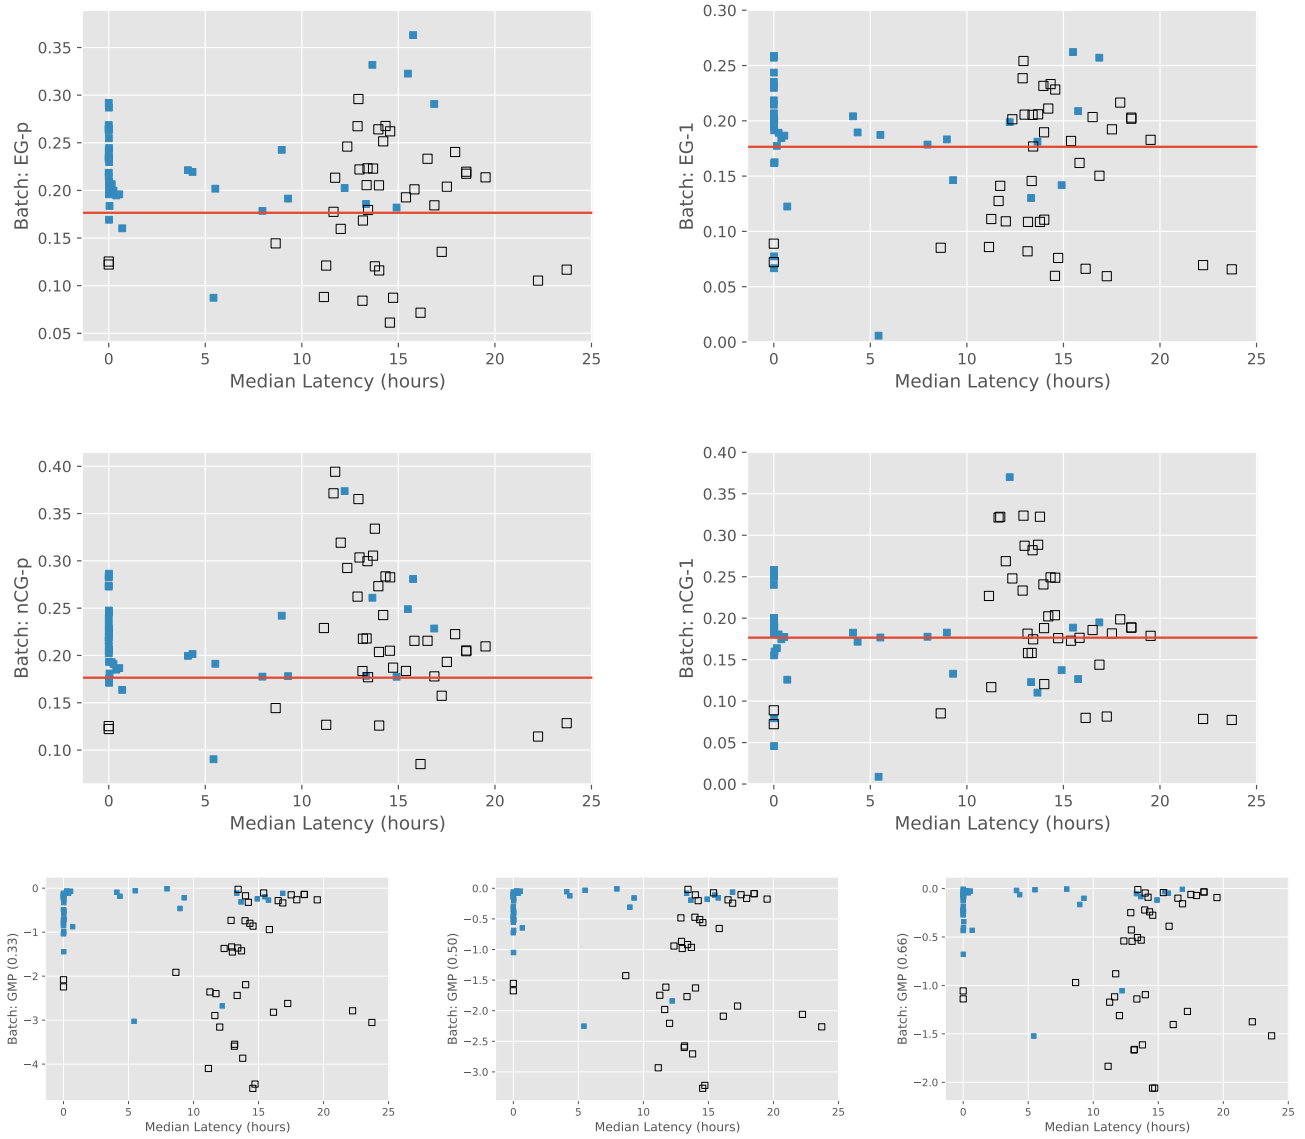 Batch: EG-p
0.35
0.30
0.25
0.20
0.15
0.10
0.05
0 5 10 15 20 25
Median Latency (hours)
Batch: EG-1
0.30
0.25
0.20
0.15
0.10
0.05
0.00
0 5 10 15 20 25
Median Latency (hours)
Batch: nCG-p
0.40
0.35
0.30
0.25
0.20
0.15
0.10
0 5 10 15 20 25
Median Latency (hours)
Batch: nCG-1
0.40
0.35
0.30
0.25
0.20
0.15
0.10
0.05
0.00
0 5 10 15 20 25
Median Latency (hours)
Batch: GMP (0.33)
0
−1
−2
−3
−4
0 5 10 15 20 25
Median Latency (hours)
Batch: GMP (0.50)
0.0
−0.5
−1.0
−1.5
−2.0
−2.5
−3.0
0 5 10 15 20 25
Median Latency (hours)
Batch: GMP (0.66)
0.0
−0.5
−1.0
−1.5
−2.0
0 5 10 15 20 25
Median Latency (hours)